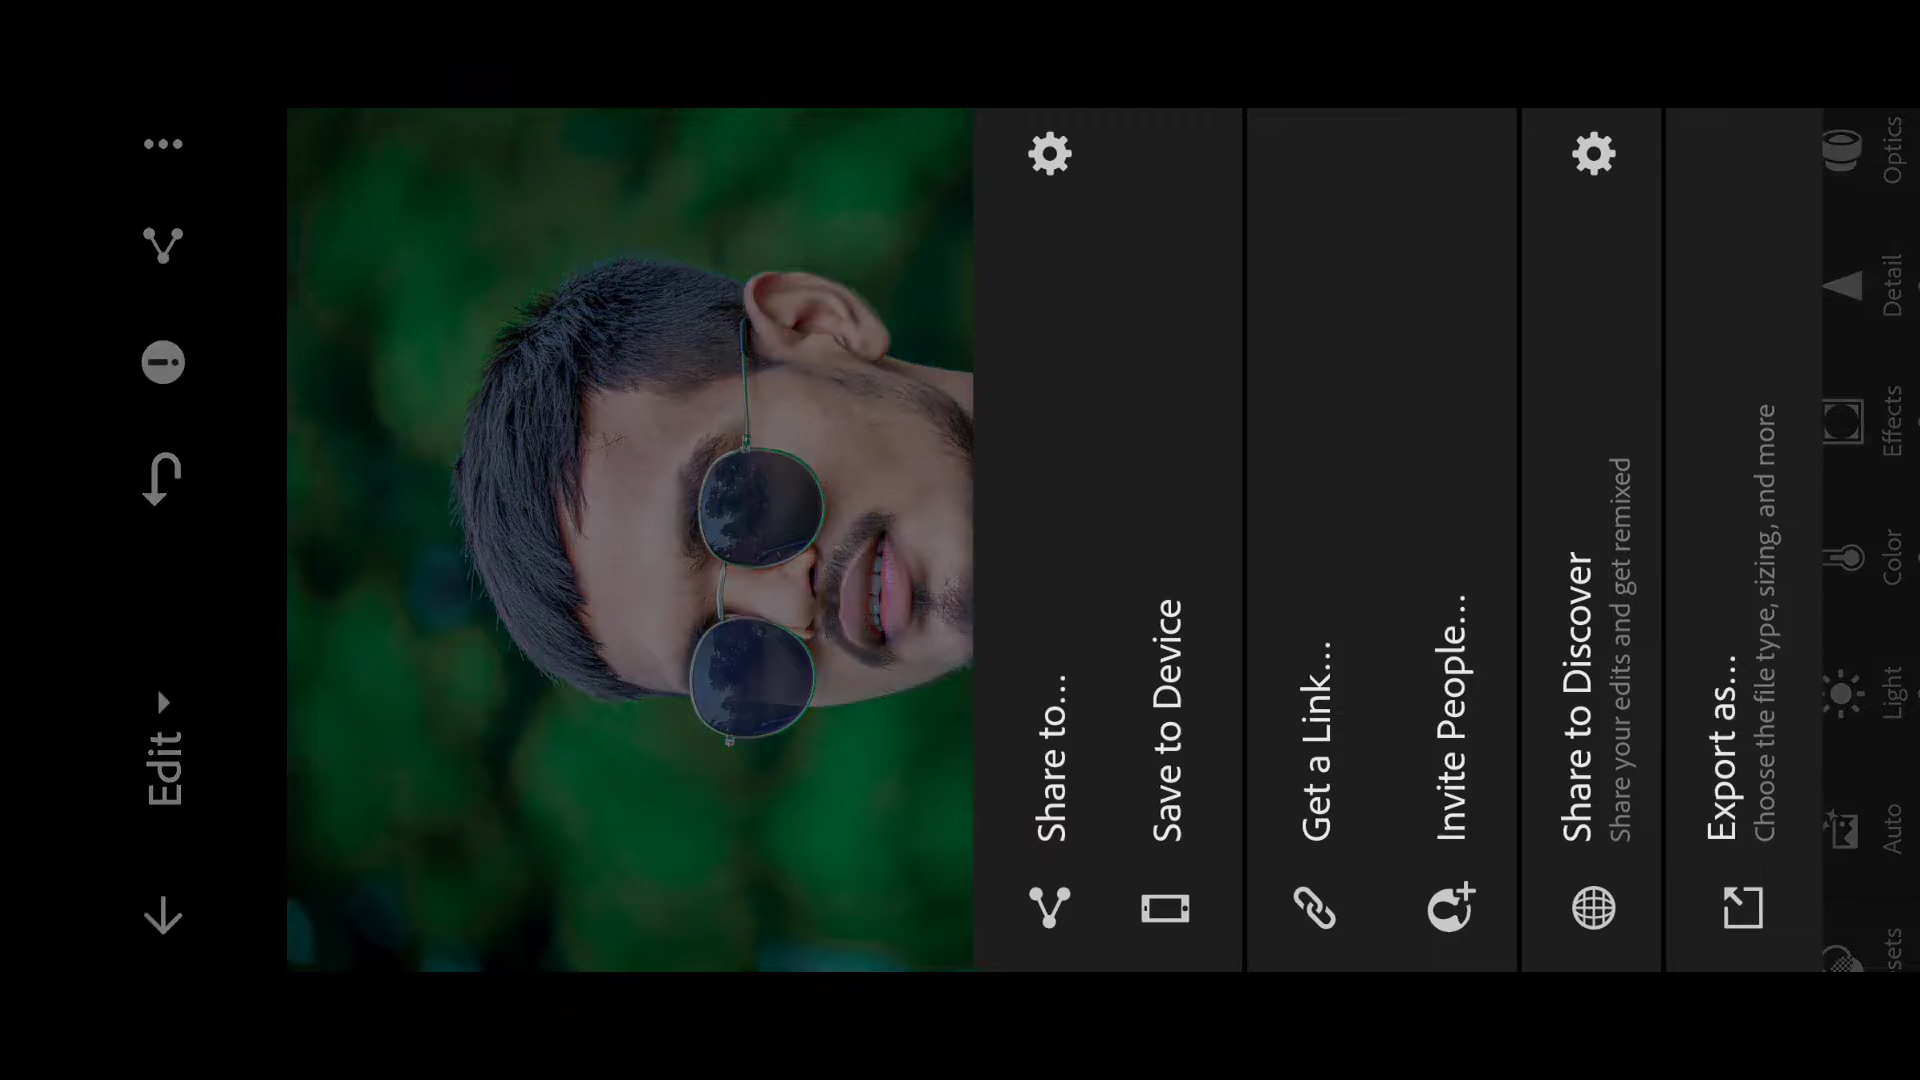 Edit
Share to...
Save to Device
Get a Link...
Invite People...
Share to Discover
Share your edits and get remixed
Export as...
Choose the file type, sizing, and more
sets
Auto
Light
Color
Effects
Detail
Optics